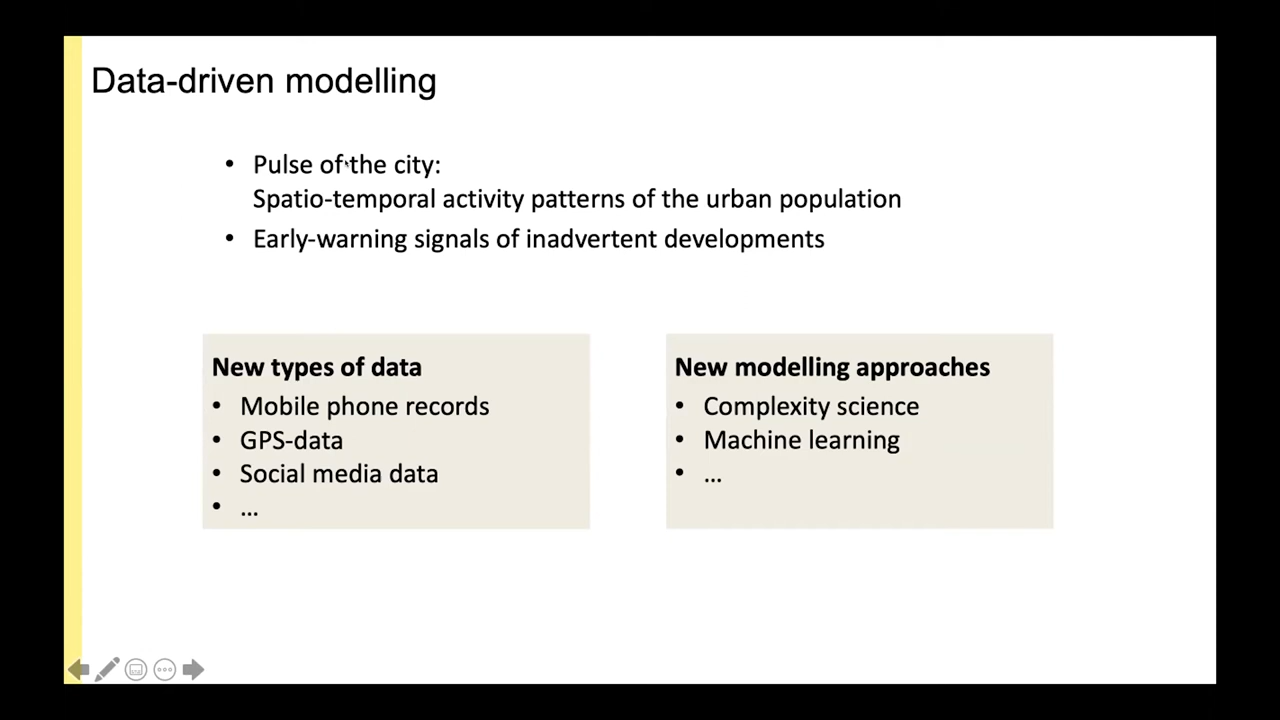 Data-driven modelling
• Pulse of the city:
Spatio-temporal activity patterns of the urban population
• Early-warning signals of inadvertent developments
New types of data
• Mobile phone records
• GPS-data
• Social media data
• ...
New modelling approaches
• Complexity science
• Machine learning
• ...